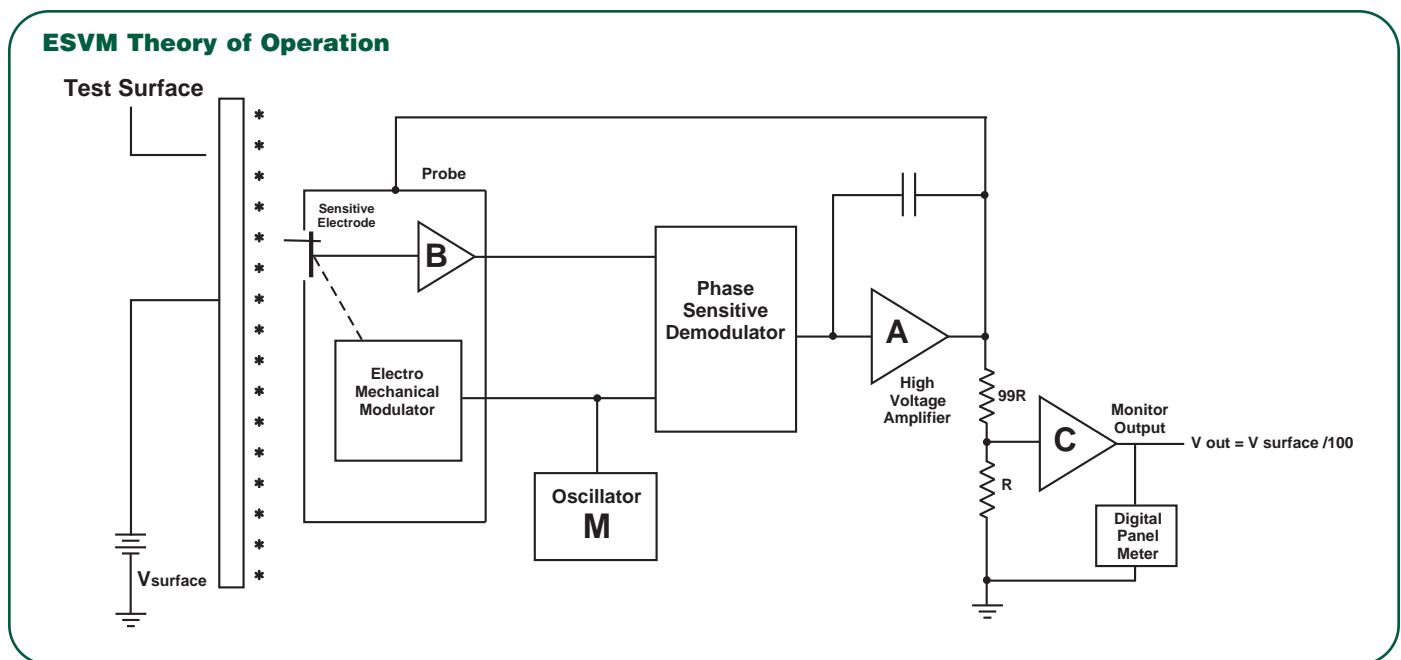 ESVM Theory of Operation
Test Surface
Probe
Sensitive
Electrode
B
Electro
Mechanical
Modulator
Phase
Sensitive
Demodulator
Oscillator
M
A
High
Voltage
Amplifier
99R
R
C
Monitor
Output
V out = V surface /100
Digital
Panel
Meter
Vsurface